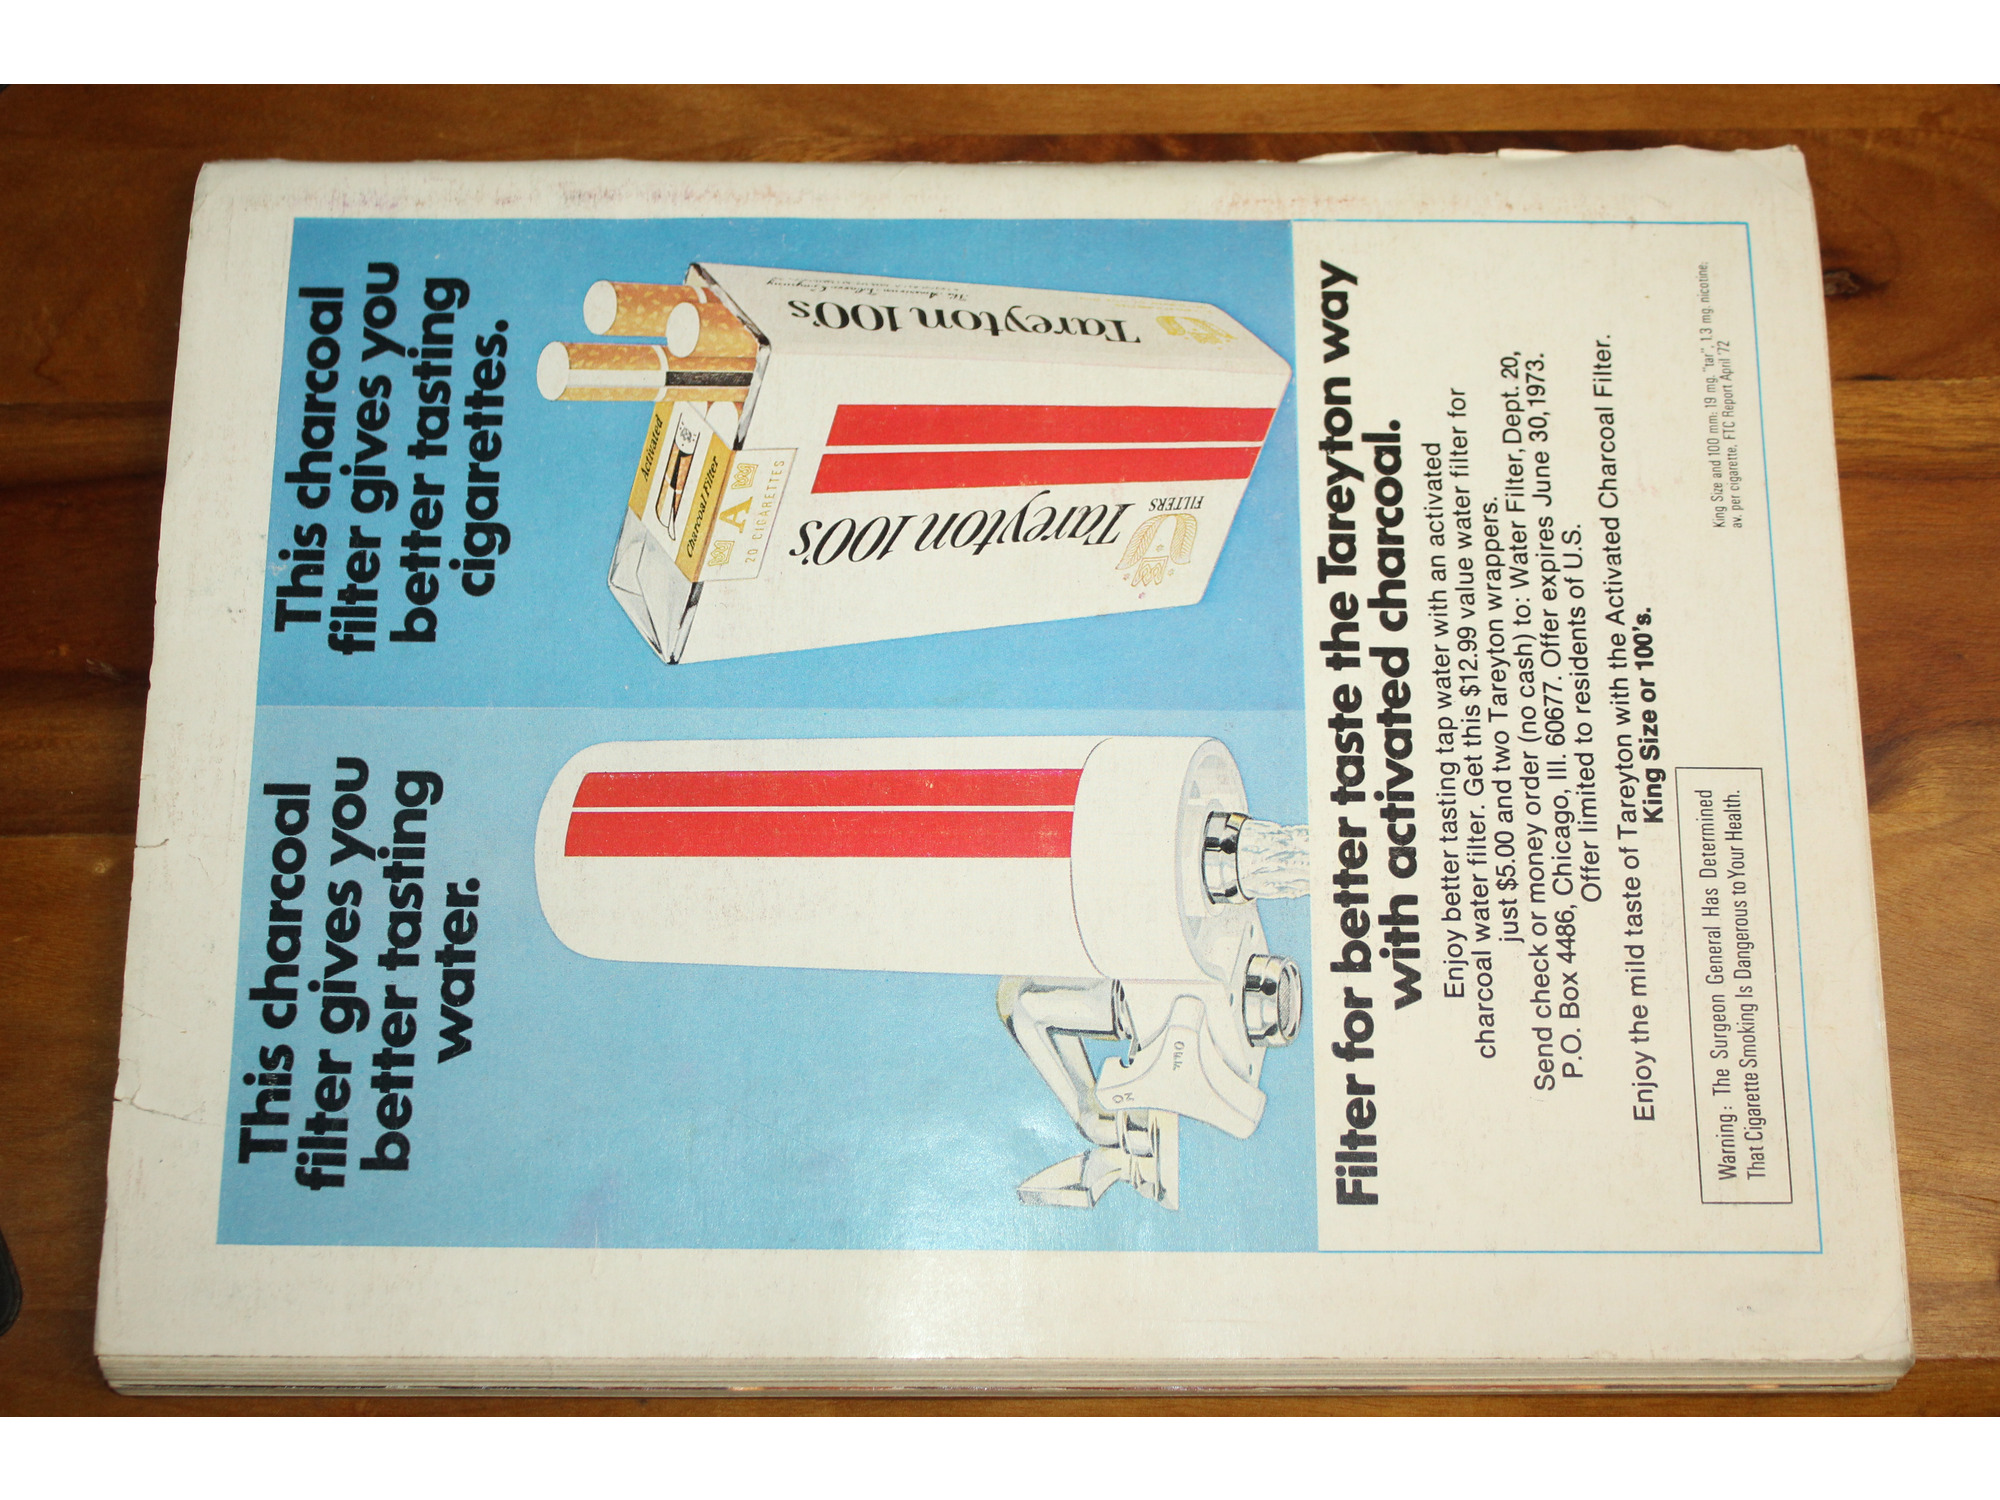 This charcoal
filter gives you
better tasting
water.
This charcoal
filter gives you
better tasting
cigarettes.
OPEN
ON
Activated
Charcoal Filter
A
20 CIGARETTES
Tareyton 100's
FILTERS
Tareyton 100's
The American Tobacco Company
Filter for better taste the Tareyton way
with activated charcoal.
Enjoy better tasting tap water with an activated
charcoal water filter. Get this $12.99 value water filter for
just $5.00 and two Tareyton wrappers.
Send check or money order (no cash) to: Water Filter, Dept. 20,
P.O. Box 4486, Chicago, Ill. 60677. Offer expires June 30, 1973.
Offer limited to residents of U.S.
Enjoy the mild taste of Tareyton with the Activated Charcoal Filter.
King Size or 100's.
Warning: The Surgeon General Has Determined
That Cigarette Smoking Is Dangerous to Your Health.
King Size and 100 mm: 19 mg. "tar", 1.3 mg. nicotine;
av. per cigarette, FTC Report April '72